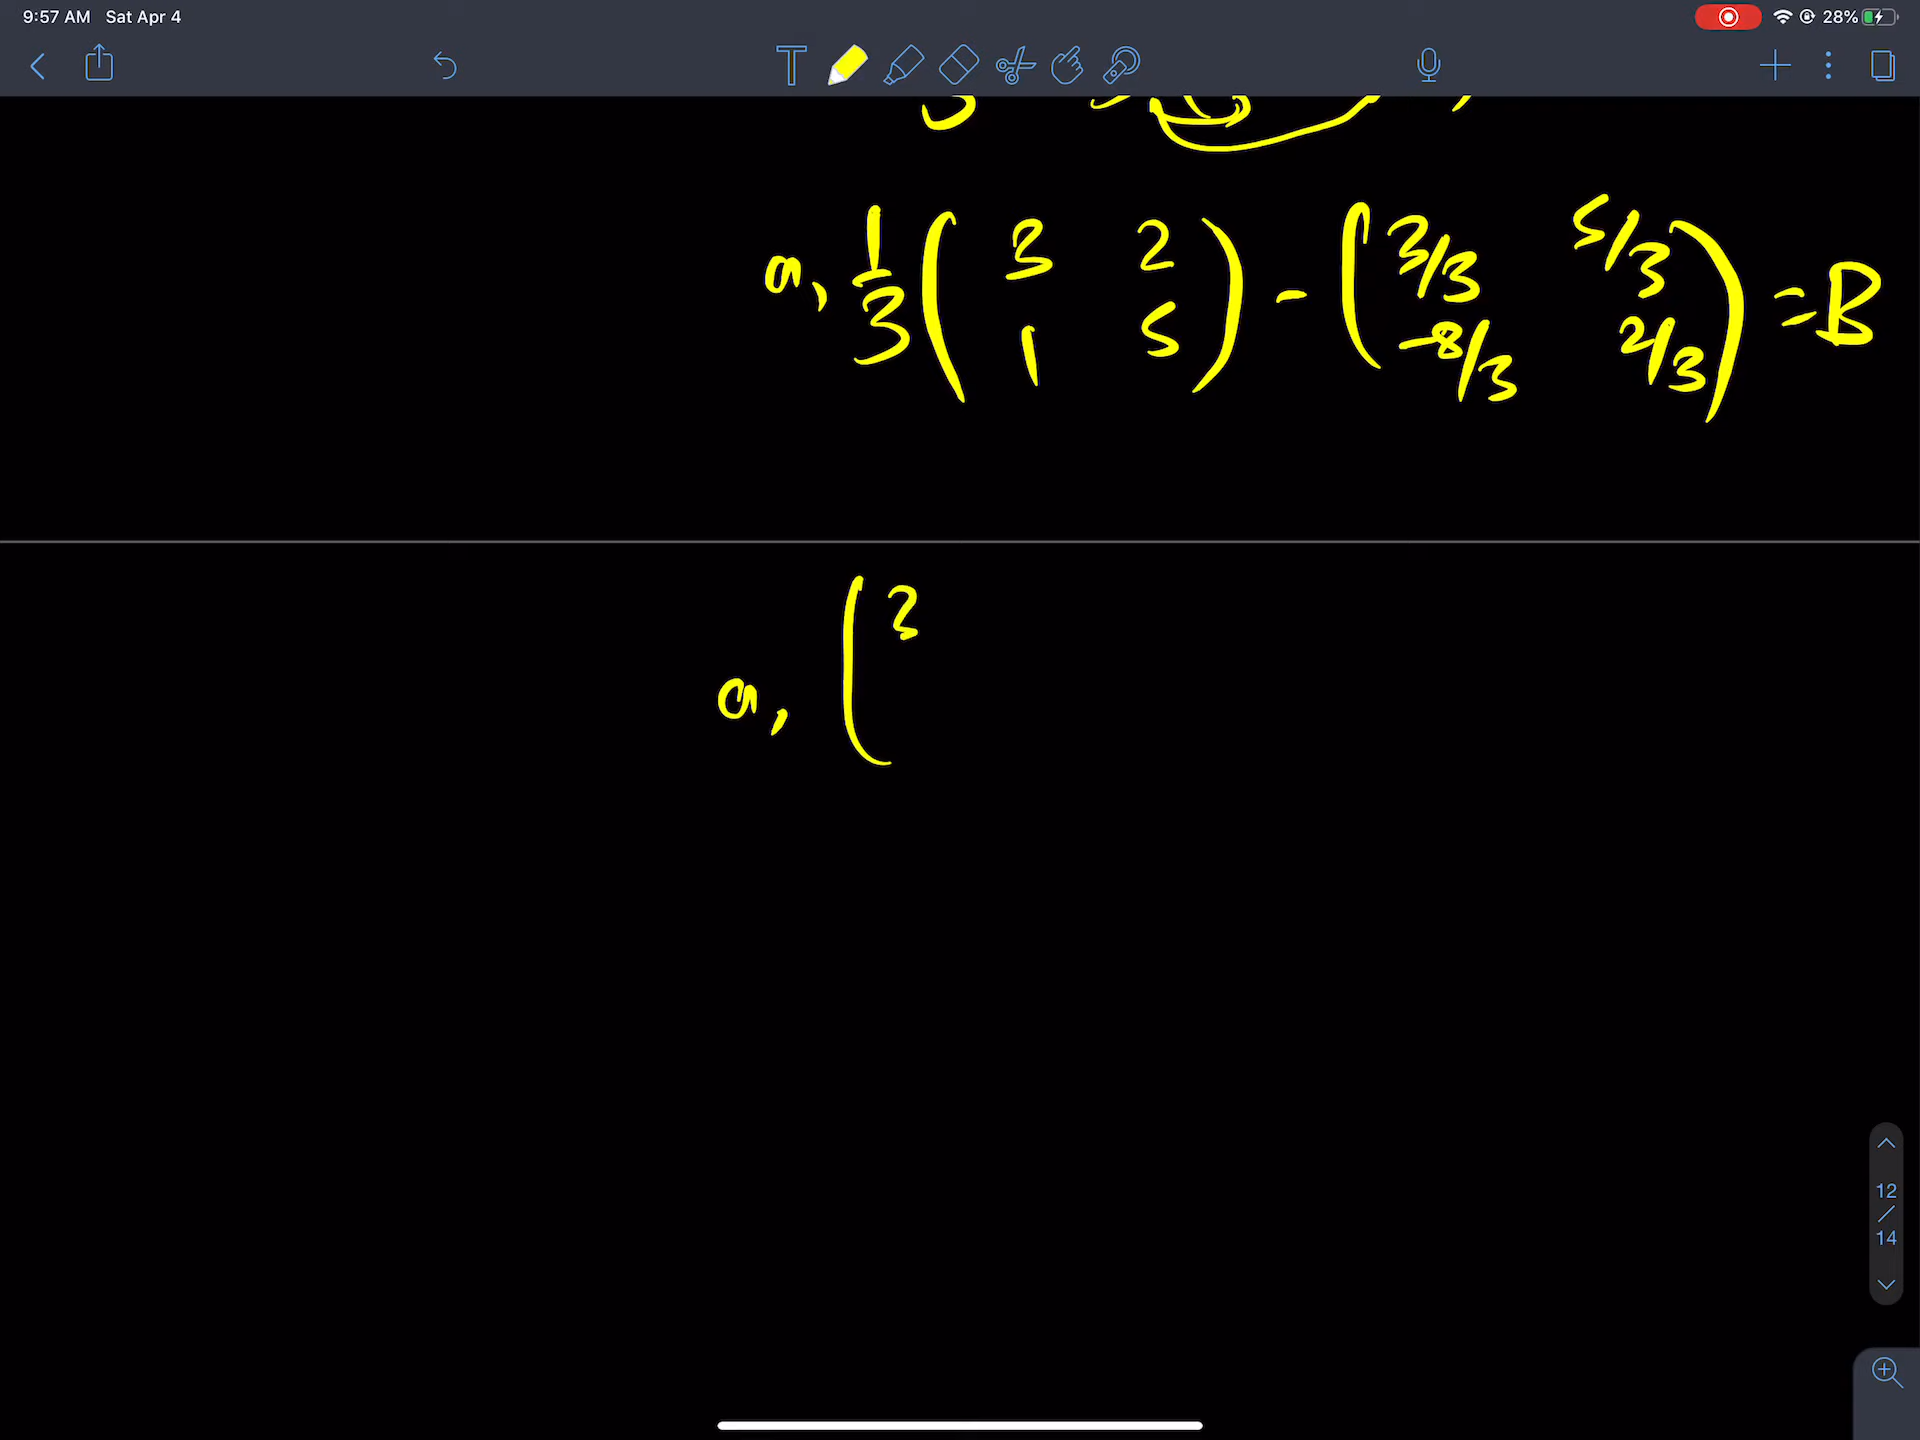 9:57 AM Sat Apr 4
28%
T
a, 1/3 ( 3 2 ) - ( 3/3 5/3 ) = B
( 1 5 ) ( -8/3 2/3 )
a, ( 3
12
/
14